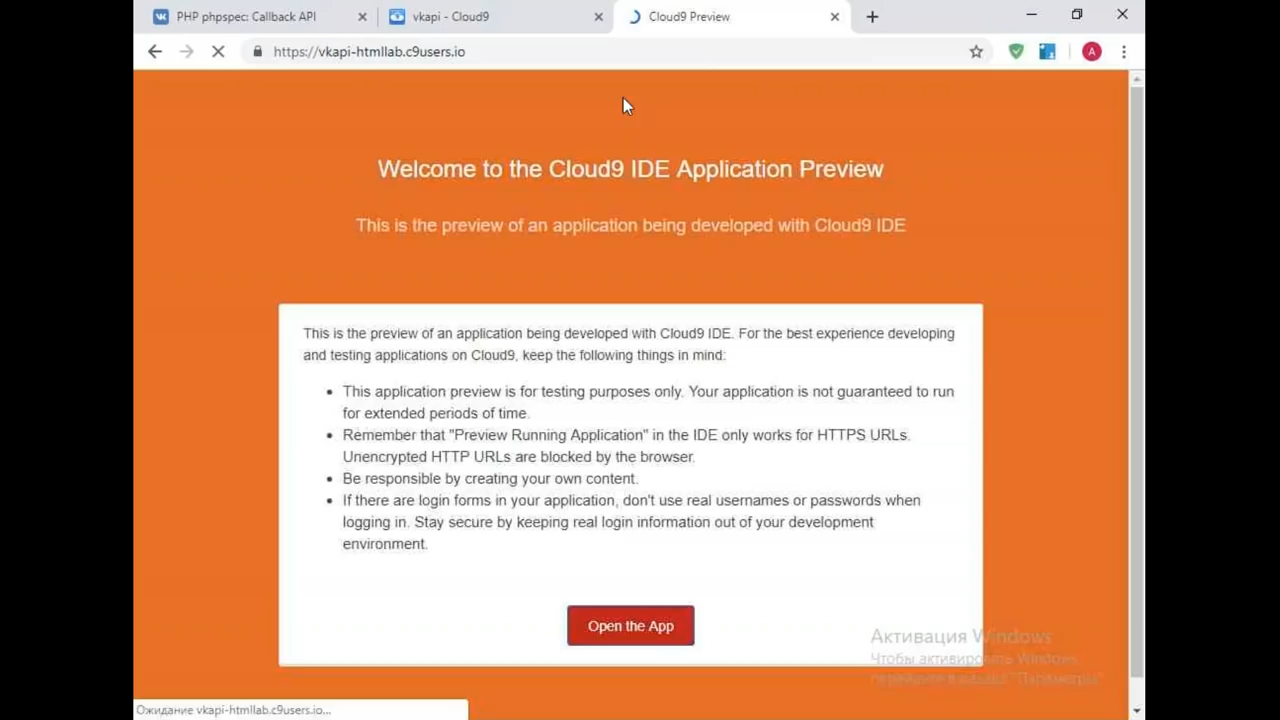 PHP phpspec: Callback API
vkapi - Cloud9
Cloud9 Preview
https://vkapi-htmllab.c9users.io
A
Welcome to the Cloud9 IDE Application Preview
This is the preview of an application being developed with Cloud9 IDE
This is the preview of an application being developed with Cloud9 IDE. For the best experience developing
and testing applications on Cloud9, keep the following things in mind:
This application preview is for testing purposes only. Your application is not guaranteed to run
for extended periods of time.
Remember that "Preview Running Application" in the IDE only works for HTTPS URLs.
Unencrypted HTTP URLs are blocked by the browser.
Be responsible by creating your own content.
If there are login forms in your application, don't use real usernames or passwords when
logging in. Stay secure by keeping real login information out of your development
environment.
Open the App
Активация Windows
Чтобы активировать Windows,
перейдите в раздел "Параметры".
Ожидание vkapi-htmllab.c9users.io...